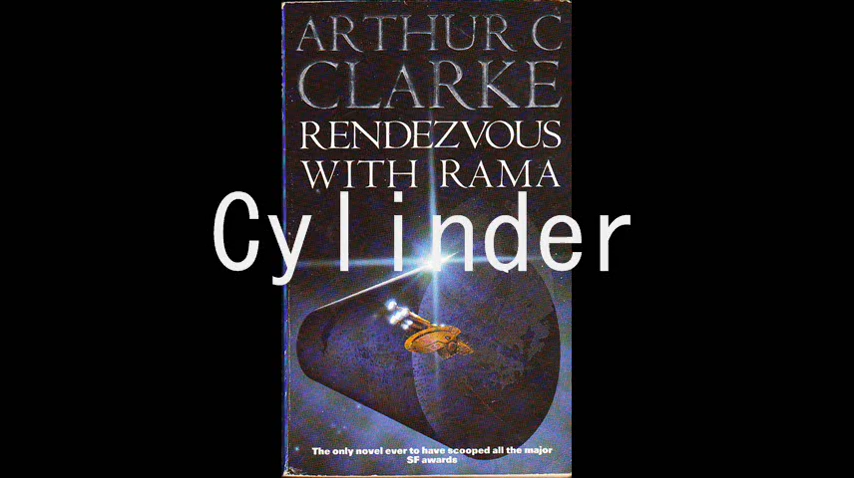 ARTHUR C
CLARKE
RENDEZVOUS
WITH RAMA
Cylinder
The only novel ever to have scooped all the major
SF awards